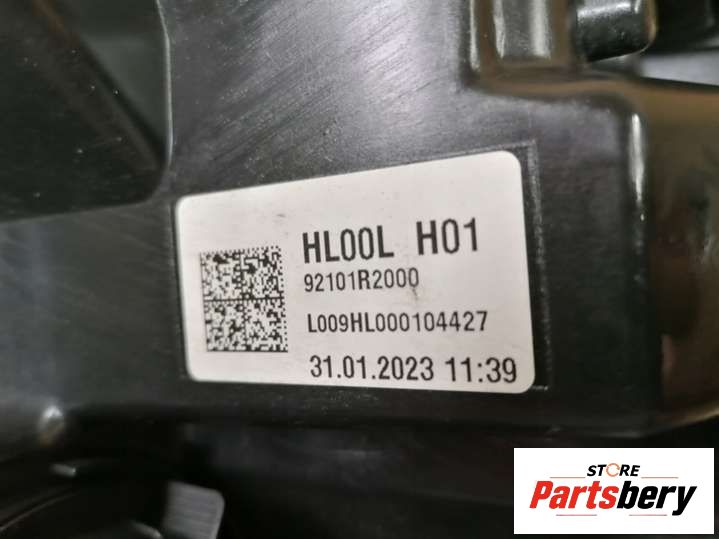 HL00L H01
92101R2000
L009HL000104427
31.01.2023 11:39
STORE
Partsbery